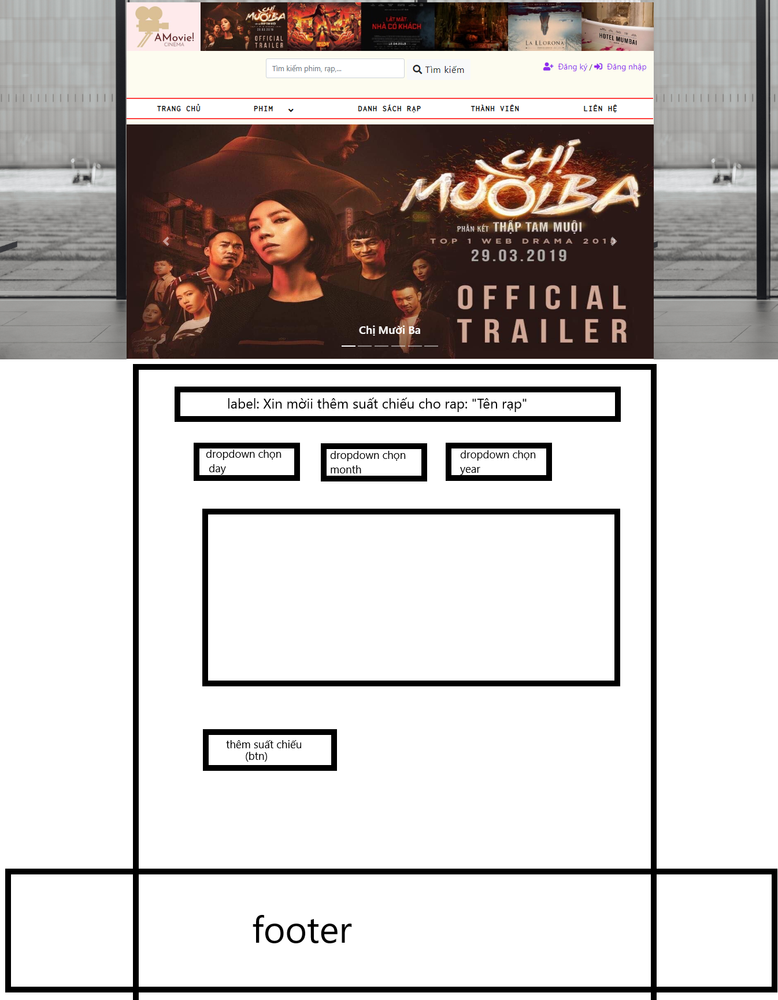 AMovie!
CINEMA
CHỊ
MƯỜI BA
OFFICIAL
TRAILER
HELLBOY
LẬT MẶT
NHÀ CÓ KHÁCH
LA LLORONA
HOTEL MUMBAI
Tìm kiếm phim, rạp,...
Tìm kiếm
Đăng ký / Đăng nhập
TRANG CHỦ
PHIM
DANH SÁCH RẠP
THÀNH VIÊN
LIÊN HỆ
CHỊ
MƯỜI BA
PHẦN KẾT THẬP TAM MUỘI
TOP 1 WEB DRAMA 2018
29.03.2019
OFFICIAL
TRAILER
Chị Mười Ba
label: Xin mờii thêm suất chiếu cho rap: "Tên rạp"
dropdown chọn
day
dropdown chọn
month
dropdown chọn
year
thêm suất chiếu
(btn)
footer